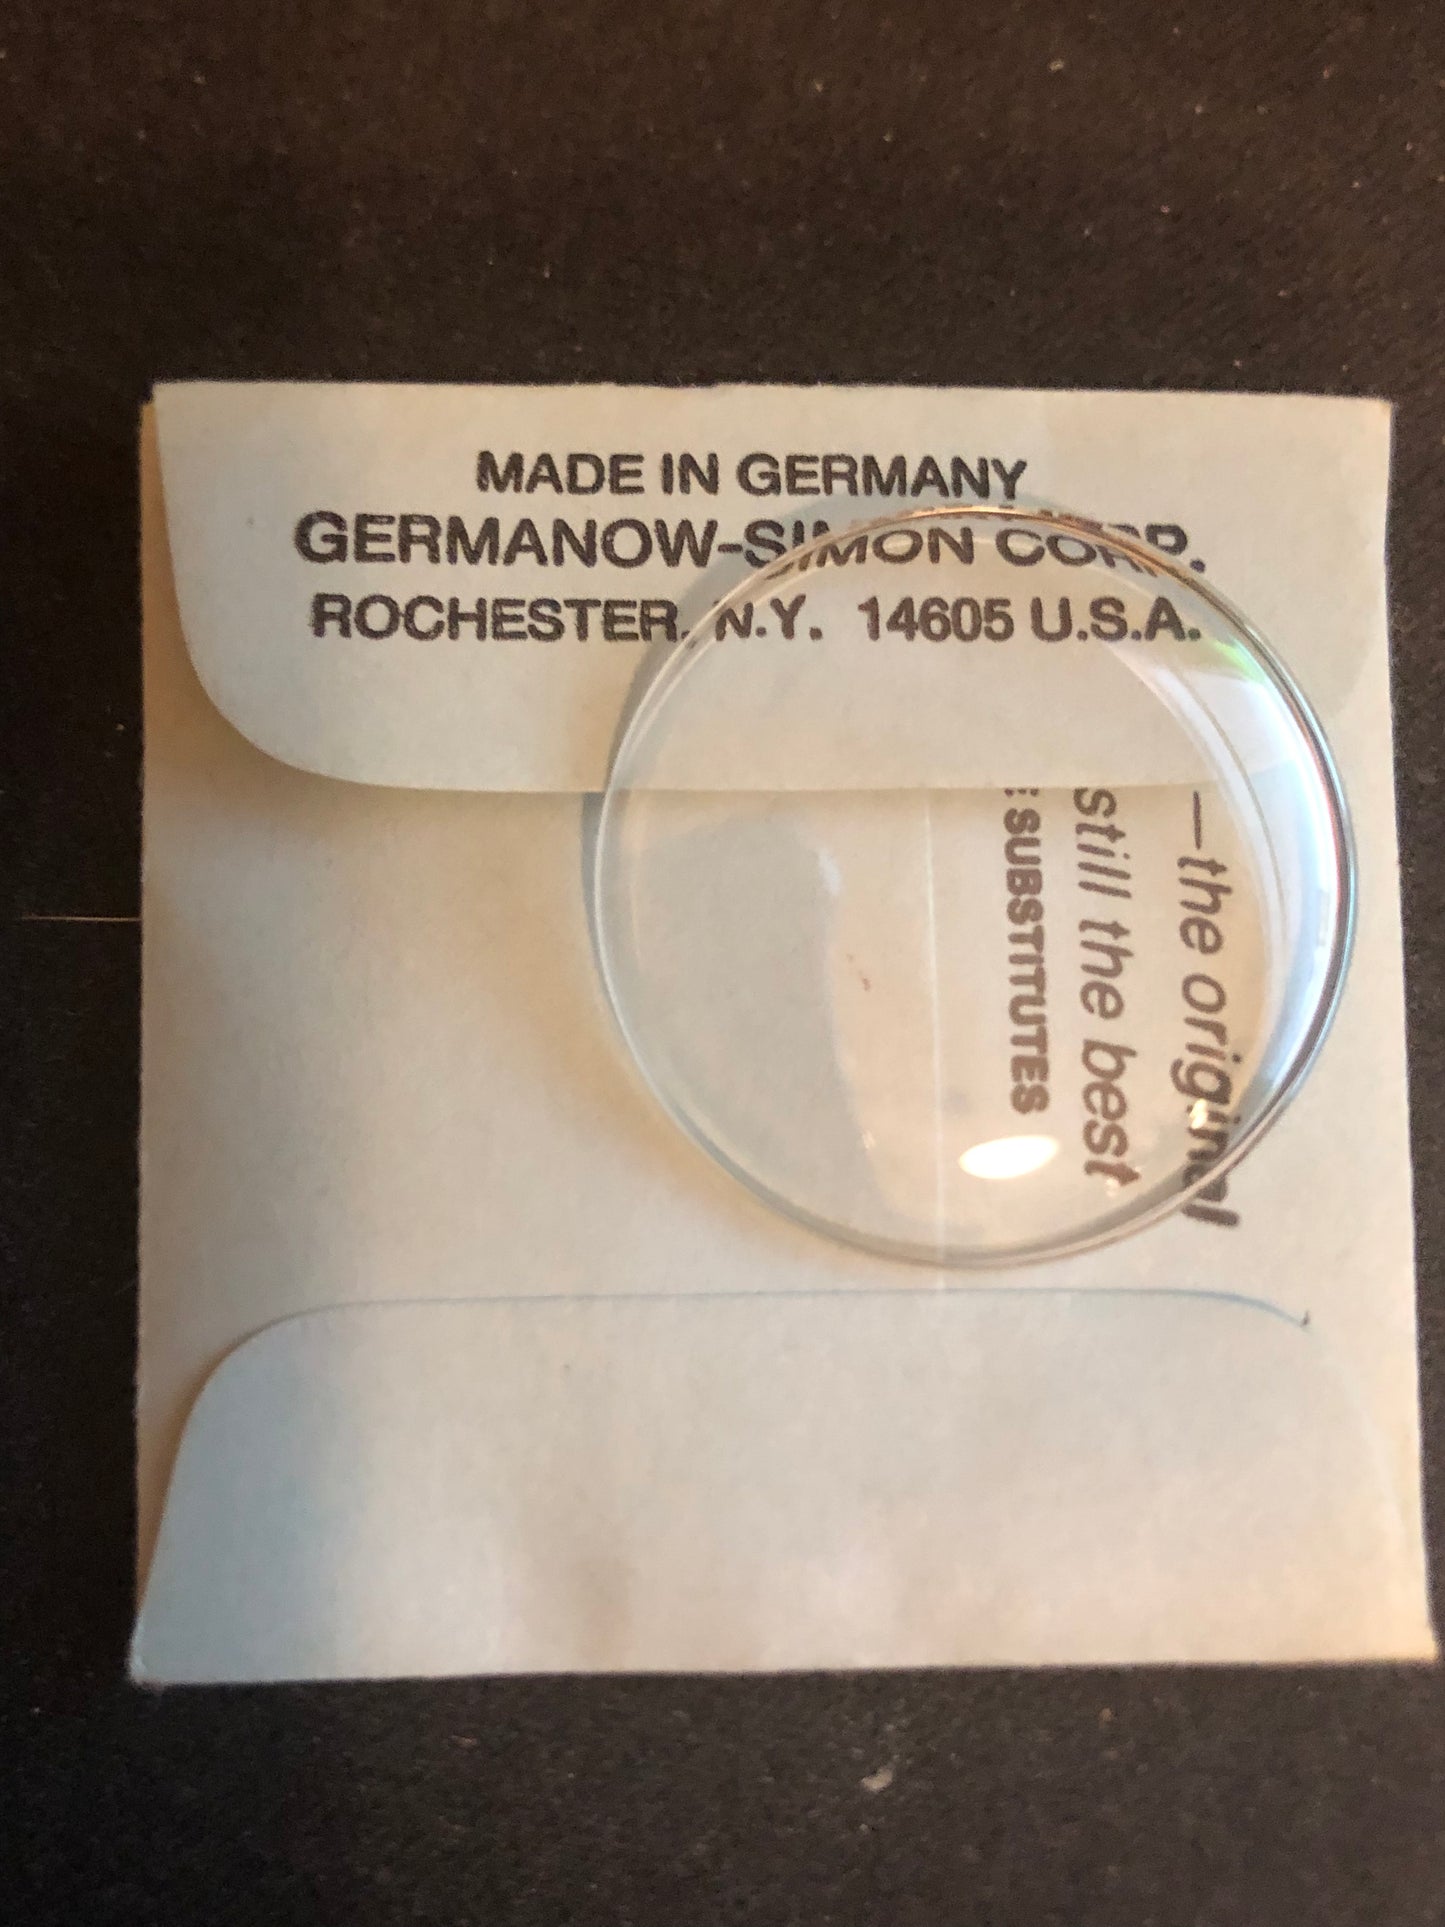 MADE IN GERMANY
GERMANOW-SIMON CORP.
ROCHESTER, N.Y. 14605 U.S.A.
—the original
still the best
SUBSTITUTES